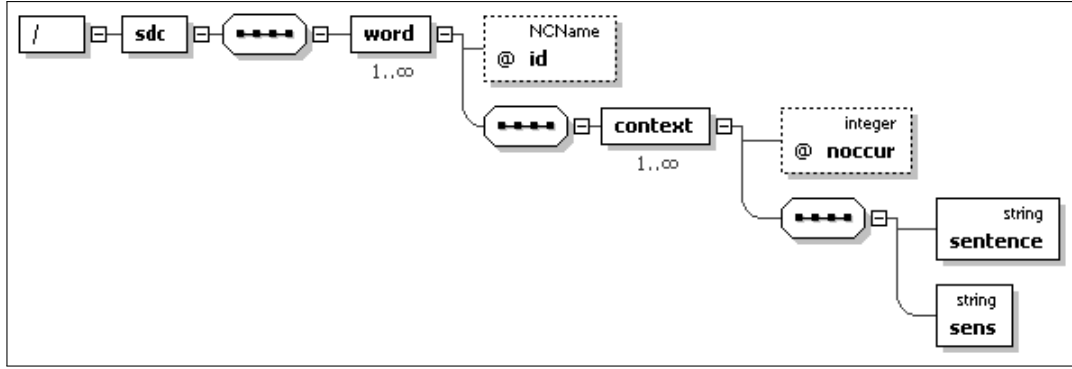 /
sdc
word
1..∞
NCName
@ id
context
1..∞
integer
@ noccur
string
sentence
string
sens